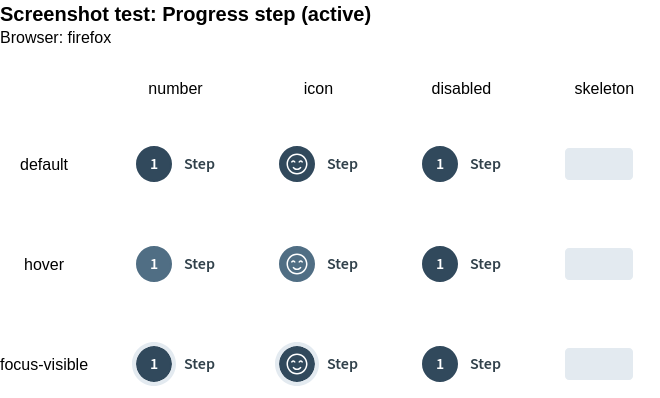 Screenshot test: Progress step (active)
Browser: firefox
number icon disabled skeleton
default 1 Step Step 1 Step
hover 1 Step Step 1 Step
focus-visible 1 Step Step 1 Step